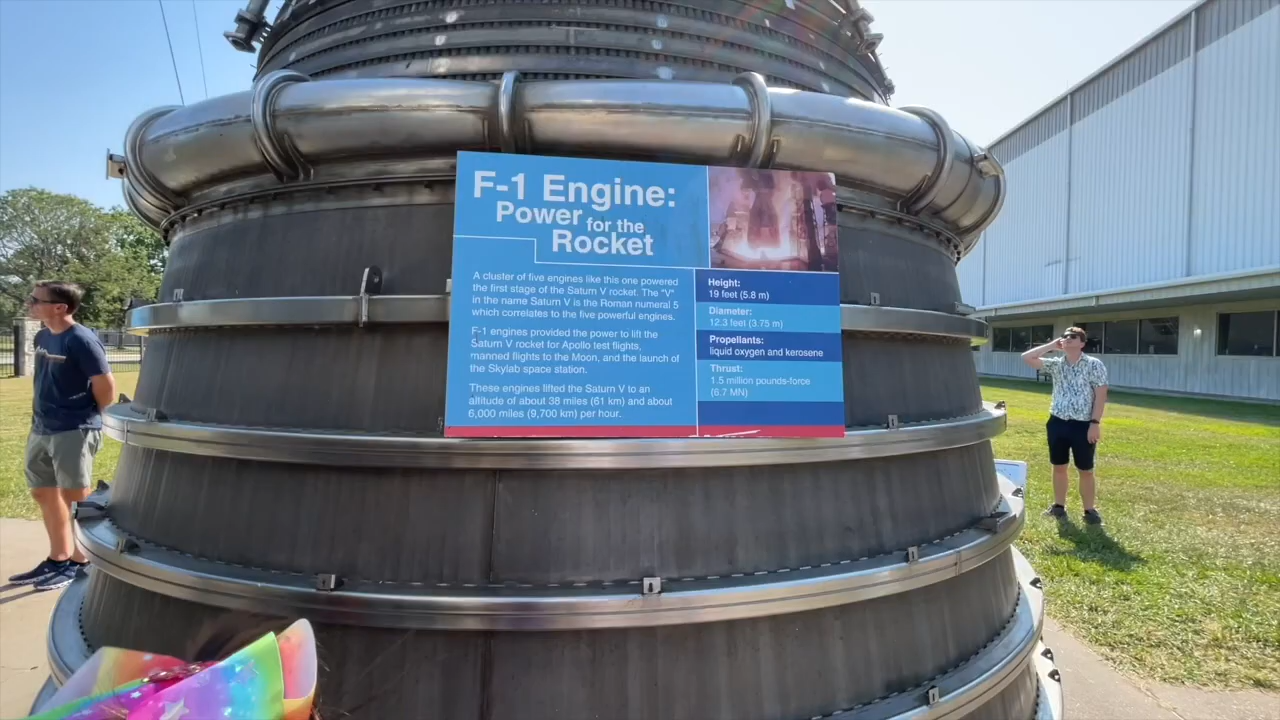 F-1 Engine:
Power for the
Rocket
A cluster of five engines like this one powered
the first stage of the Saturn V rocket. The "V"
in the name Saturn V is the Roman numeral 5
which correlates to the five powerful engines.
F-1 engines provided the power to lift the
Saturn V rocket for Apollo test flights,
manned flights to the Moon, and the launch of
the Skylab space station.
These engines lifted the Saturn V to an
altitude of about 38 miles (61 km) and about
6,000 miles (9,700 km) per hour.
Height:
19 feet (5.8 m)
Diameter:
12.3 feet (3.75 m)
Propellants:
liquid oxygen and kerosene
Thrust:
1.5 million pounds-force
(6.7 MN)